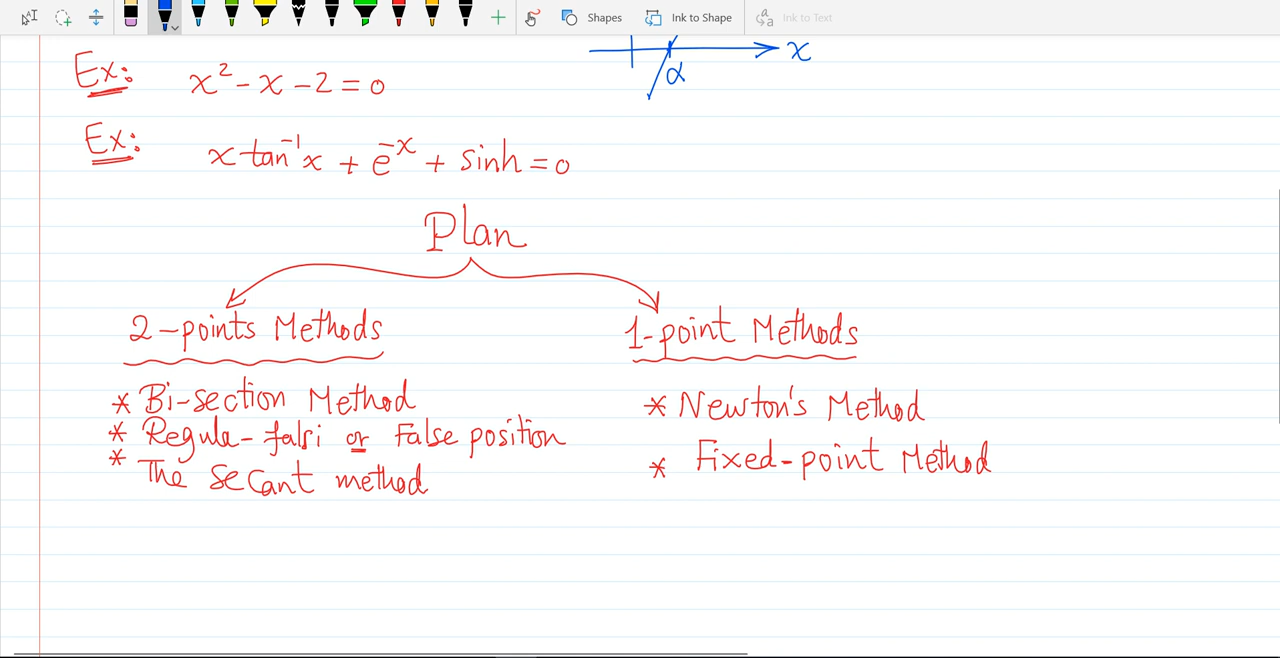 Shapes Ink to Shape Ink to Text
x
α
Ex: x² - x - 2 = 0
Ex: x tan⁻¹x + e⁻ˣ + sinh = 0
Plan
2-points Methods
* Bi-section Method
* Regula-falsi or False position
* The Secant method
1-point Methods
* Newton's Method
* Fixed-point Method